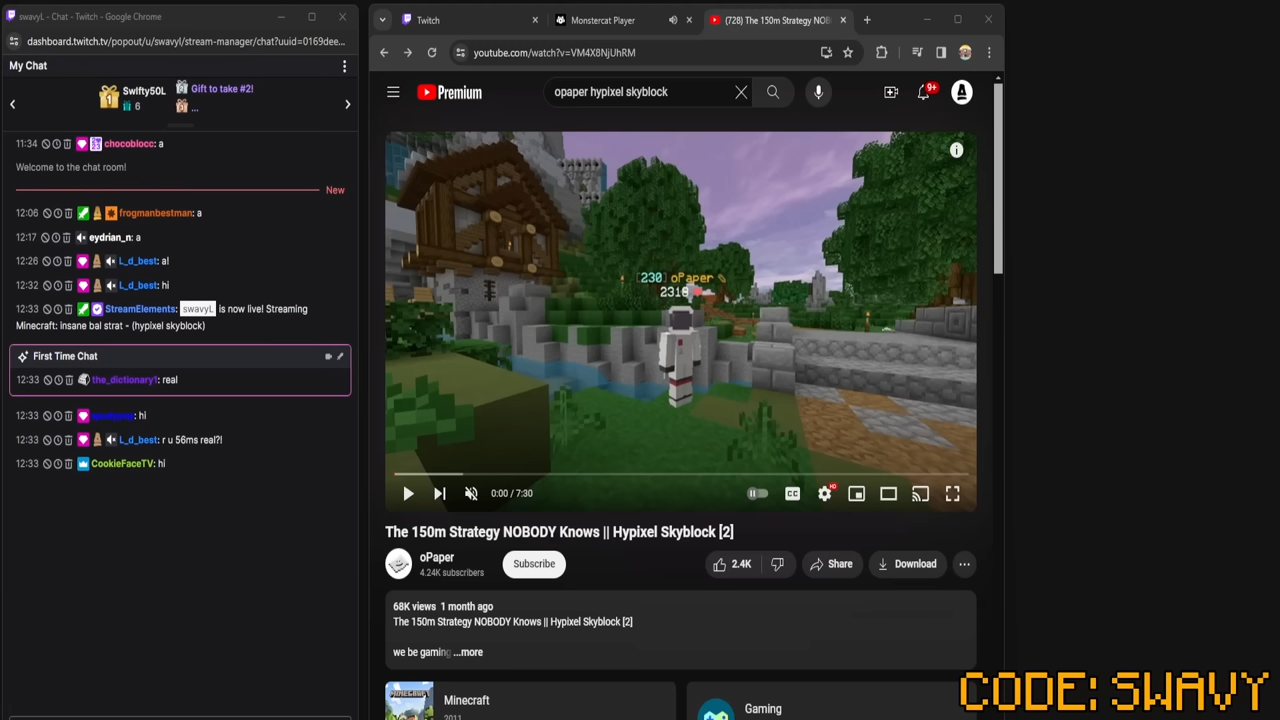 swavyL - Chat - Twitch - Google Chrome
dashboard.twitch.tv/popout/u/swavyl/stream-manager/chat?uuid=0169dee...
My Chat
1
Swifty50L
6
Gift to take #2!
...
11:34 chocoblocc: a
Welcome to the chat room!
New
12:06 frogmanbestman: a
12:17 eydrian_n: a
12:26 L_d_best: a!
12:32 L_d_best: hi
12:33 StreamElements: swavyL is now live! Streaming
Minecraft: insane bal strat - (hypixel skyblock)
First Time Chat
12:33 the_dictionary1: real
12:33 : hi
12:33 L_d_best: r u 56ms real?!
12:33 CookieFaceTV: hi
Twitch
Monstercat Player
(728) The 150m Strategy NOB
youtube.com/watch?v=VM4X8NjUhRM
Premium
opaper hypixel skyblock
9+
[230] oPaper
2316
0:00 / 7:30
CC
HD
The 150m Strategy NOBODY Knows || Hypixel Skyblock [2]
oPaper
4.24K subscribers
Subscribe
2.4K
Share
Download
68K views 1 month ago
The 150m Strategy NOBODY Knows || Hypixel Skyblock [2]
we be gaming ...more
MINECRAFT
Minecraft
2011
Gaming
CODE: SWAVY